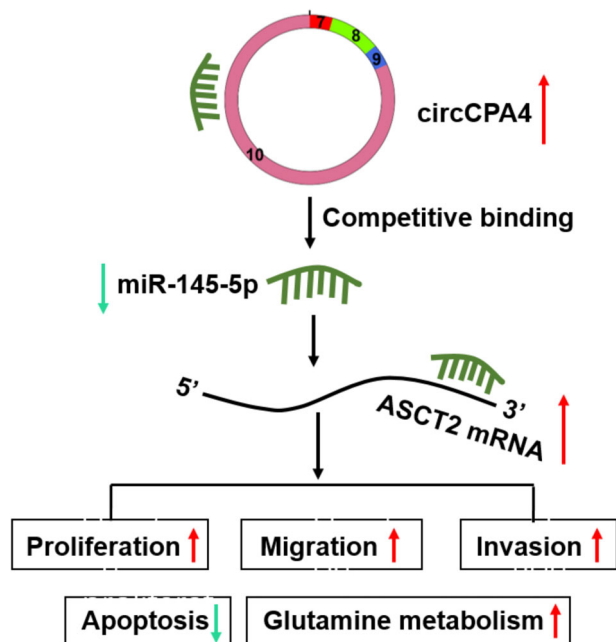 7
8
9
10
circCPA4
Competitive binding
miR-145-5p
5’
3’
ASCT2 mRNA
Proliferation
Migration
Invasion
Apoptosis
Glutamine metabolism